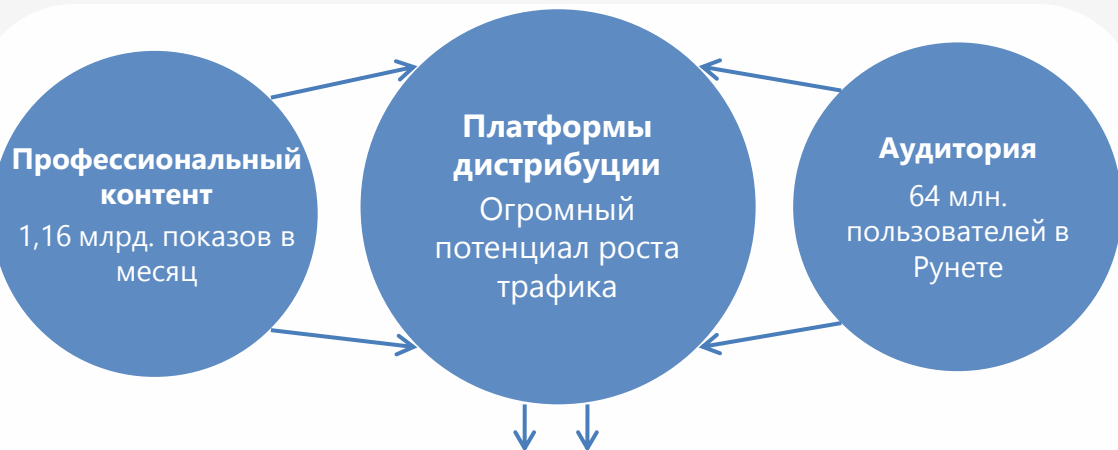 Профессиональный
контент
1,16 млрд. показов в
месяц
Платформы
дистрибуции
Огромный
потенциал роста
трафика
Аудитория
64 млн.
пользователей в
Рунете